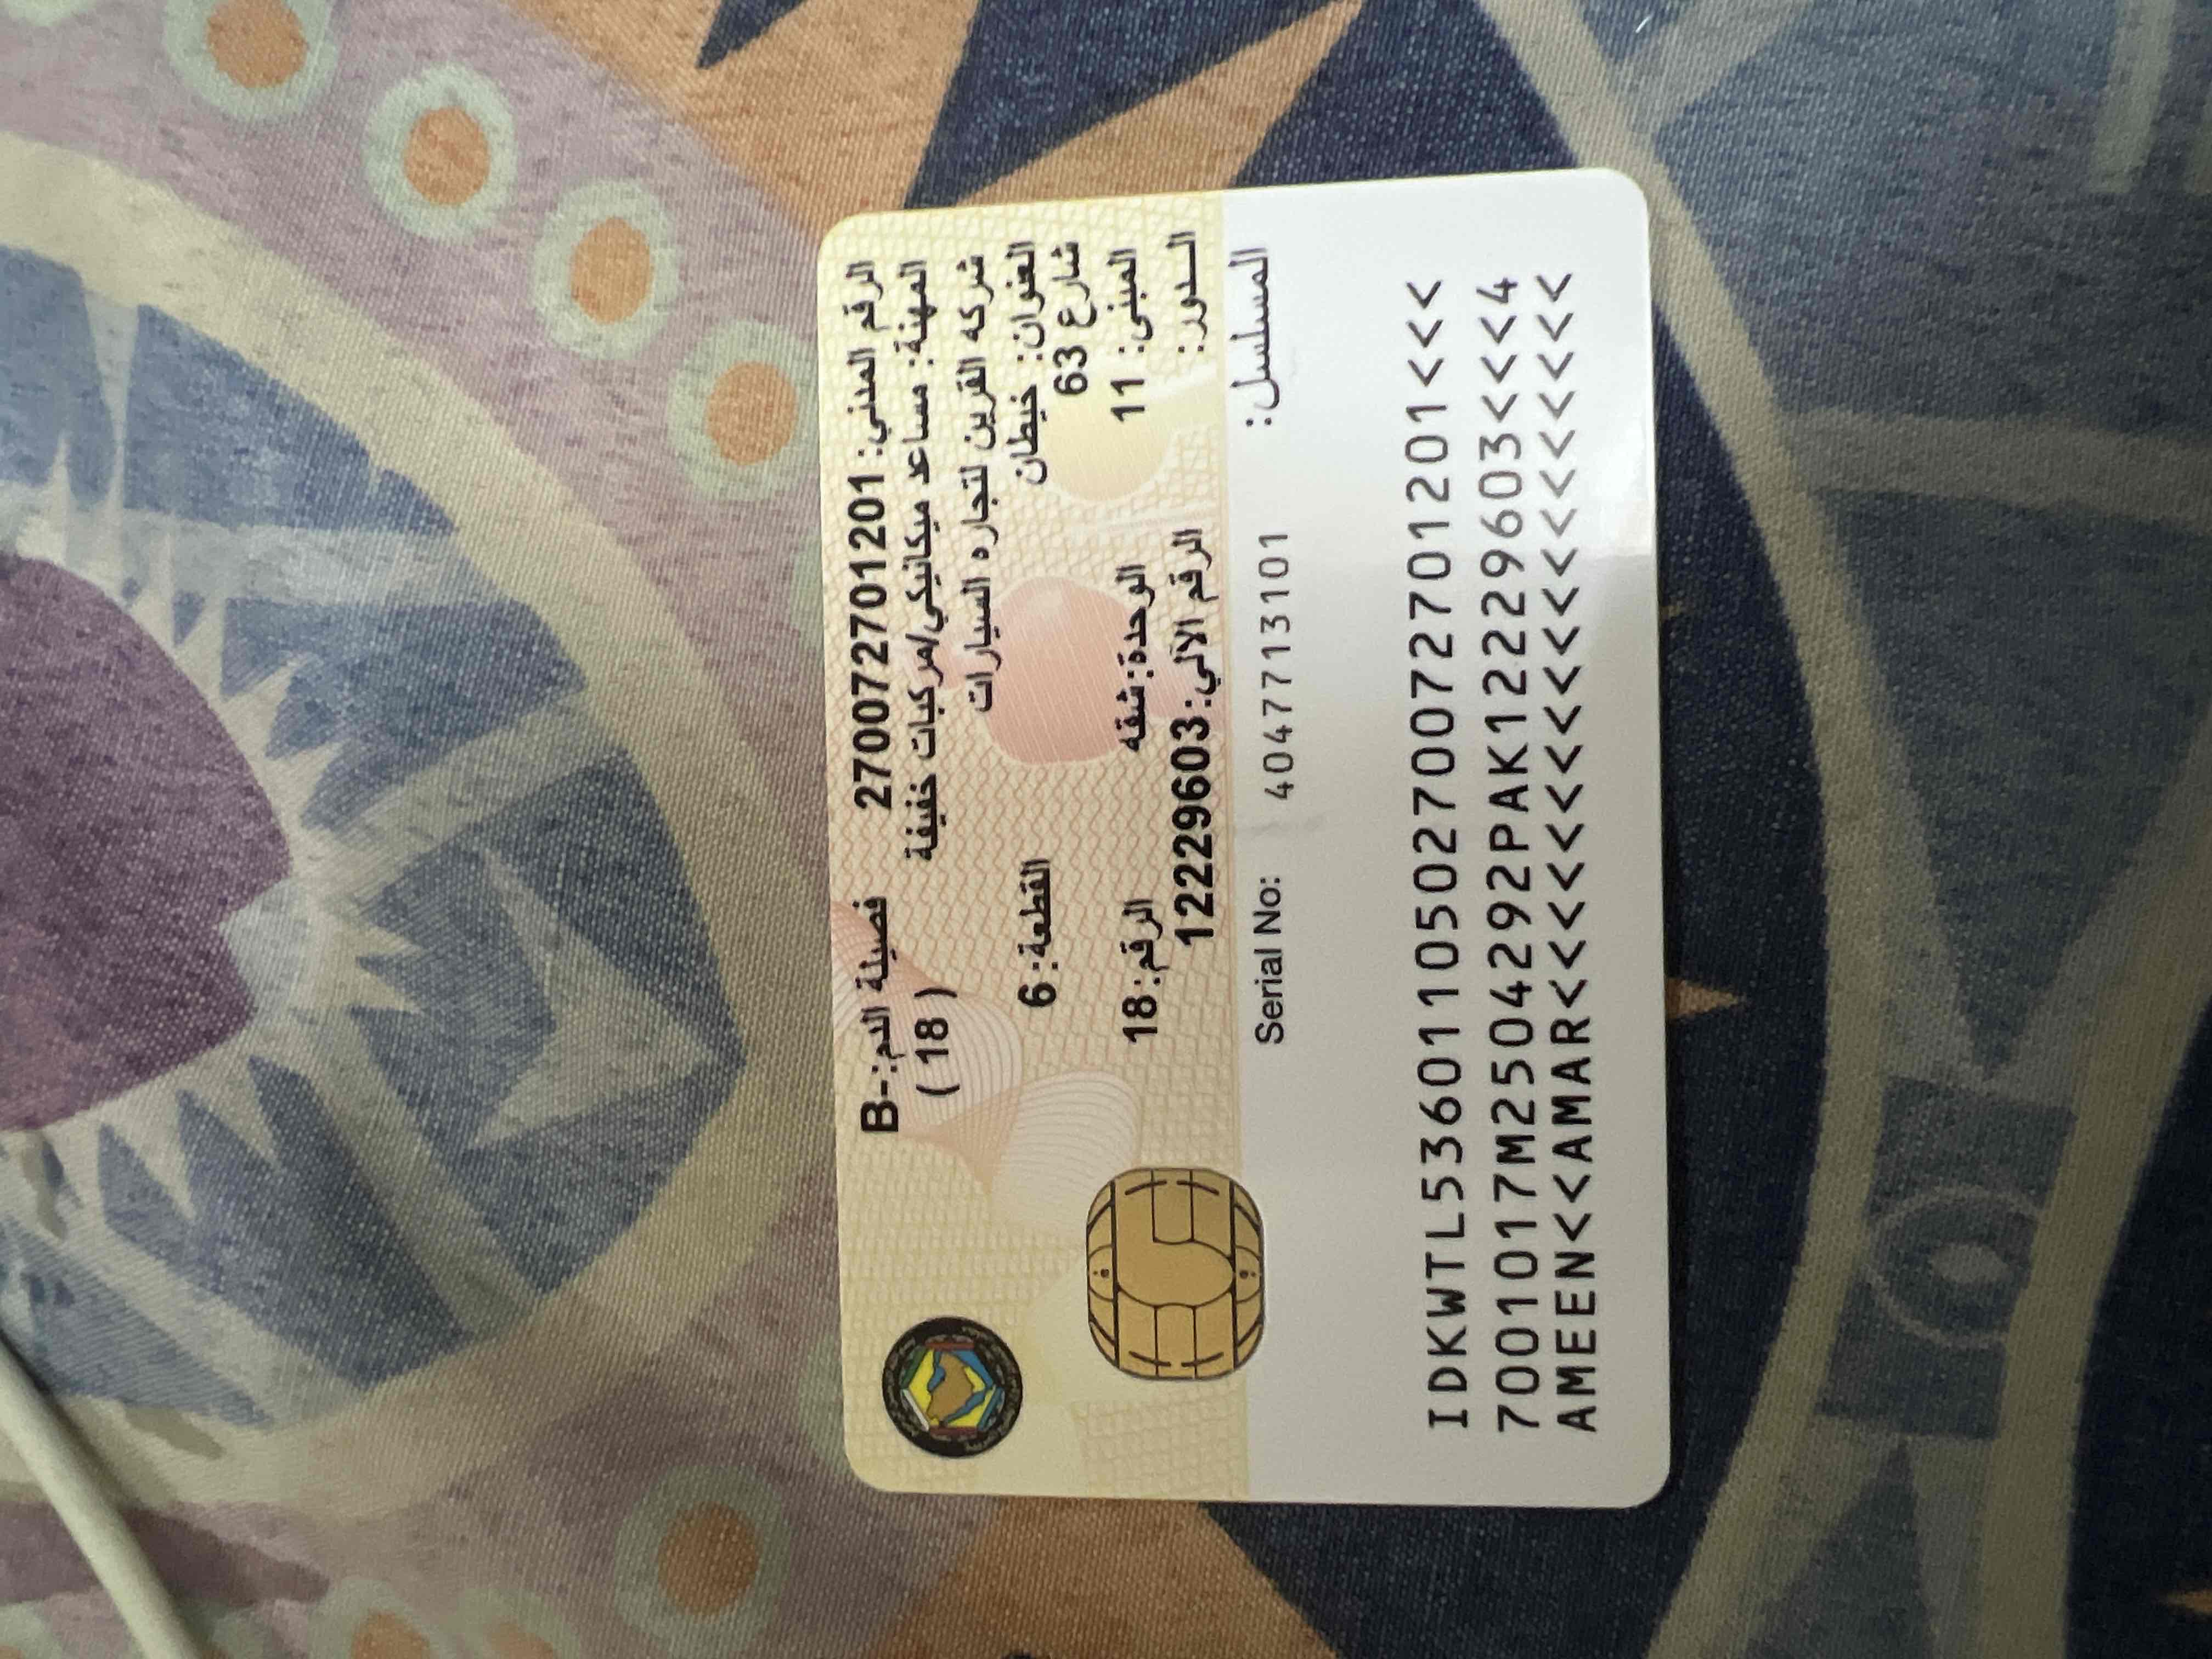 الرقم المدني: 270072701201 فصيلة الدم: B-
المهنة: مساعد ميكانيكي/مركبات خفيفة (18)
شركه القرين لتجاره السيارات
العنوان: خيطان القطعة: 6
شارع 63
المبنى: 11 الوحدة: شقه الرقم: 18
الـــدور: الرقم الآلي: 12229603
Serial No: 4047713101 المسلسل:
IDKWTL536011050270072701201<<<
7001017M2504292PAK12229603<<<4
AMEEN<<AMAR<<<<<<<<<<<<<<<<<<<